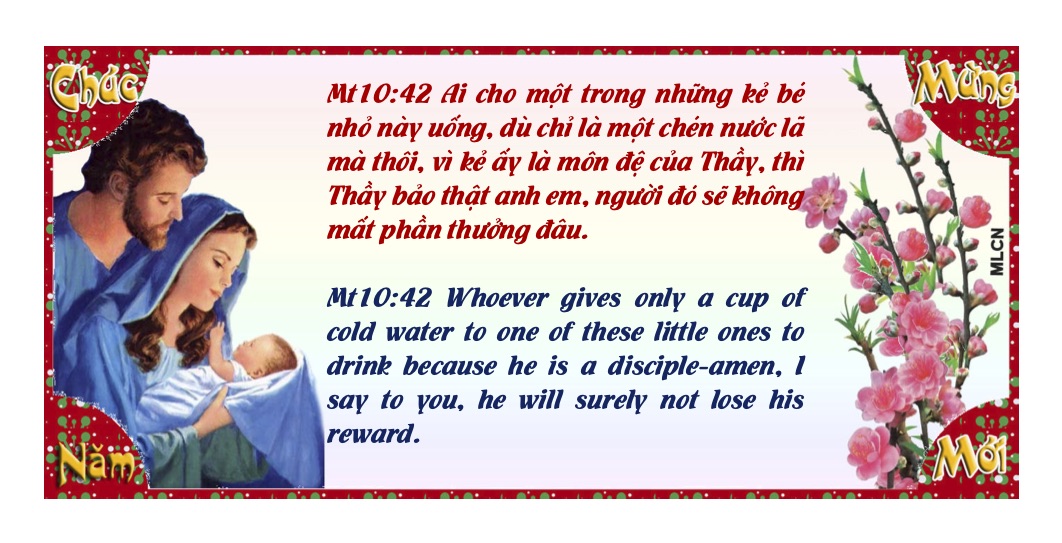 Chúc
Mừng
Mt10:42 Ai cho một trong những kẻ bé
nhỏ này uống, dù chỉ là một chén nước lã
mà thôi, vì kẻ ấy là môn đệ của Thầy, thì
Thầy bảo thật anh em, người đó sẽ không
mất phần thưởng đâu.
Mt10:42 Whoever gives only a cup of
cold water to one of these little ones to
drink because he is a disciple-amen, I
say to you, he will surely not lose his
reward.
MLCN
Năm
Mới